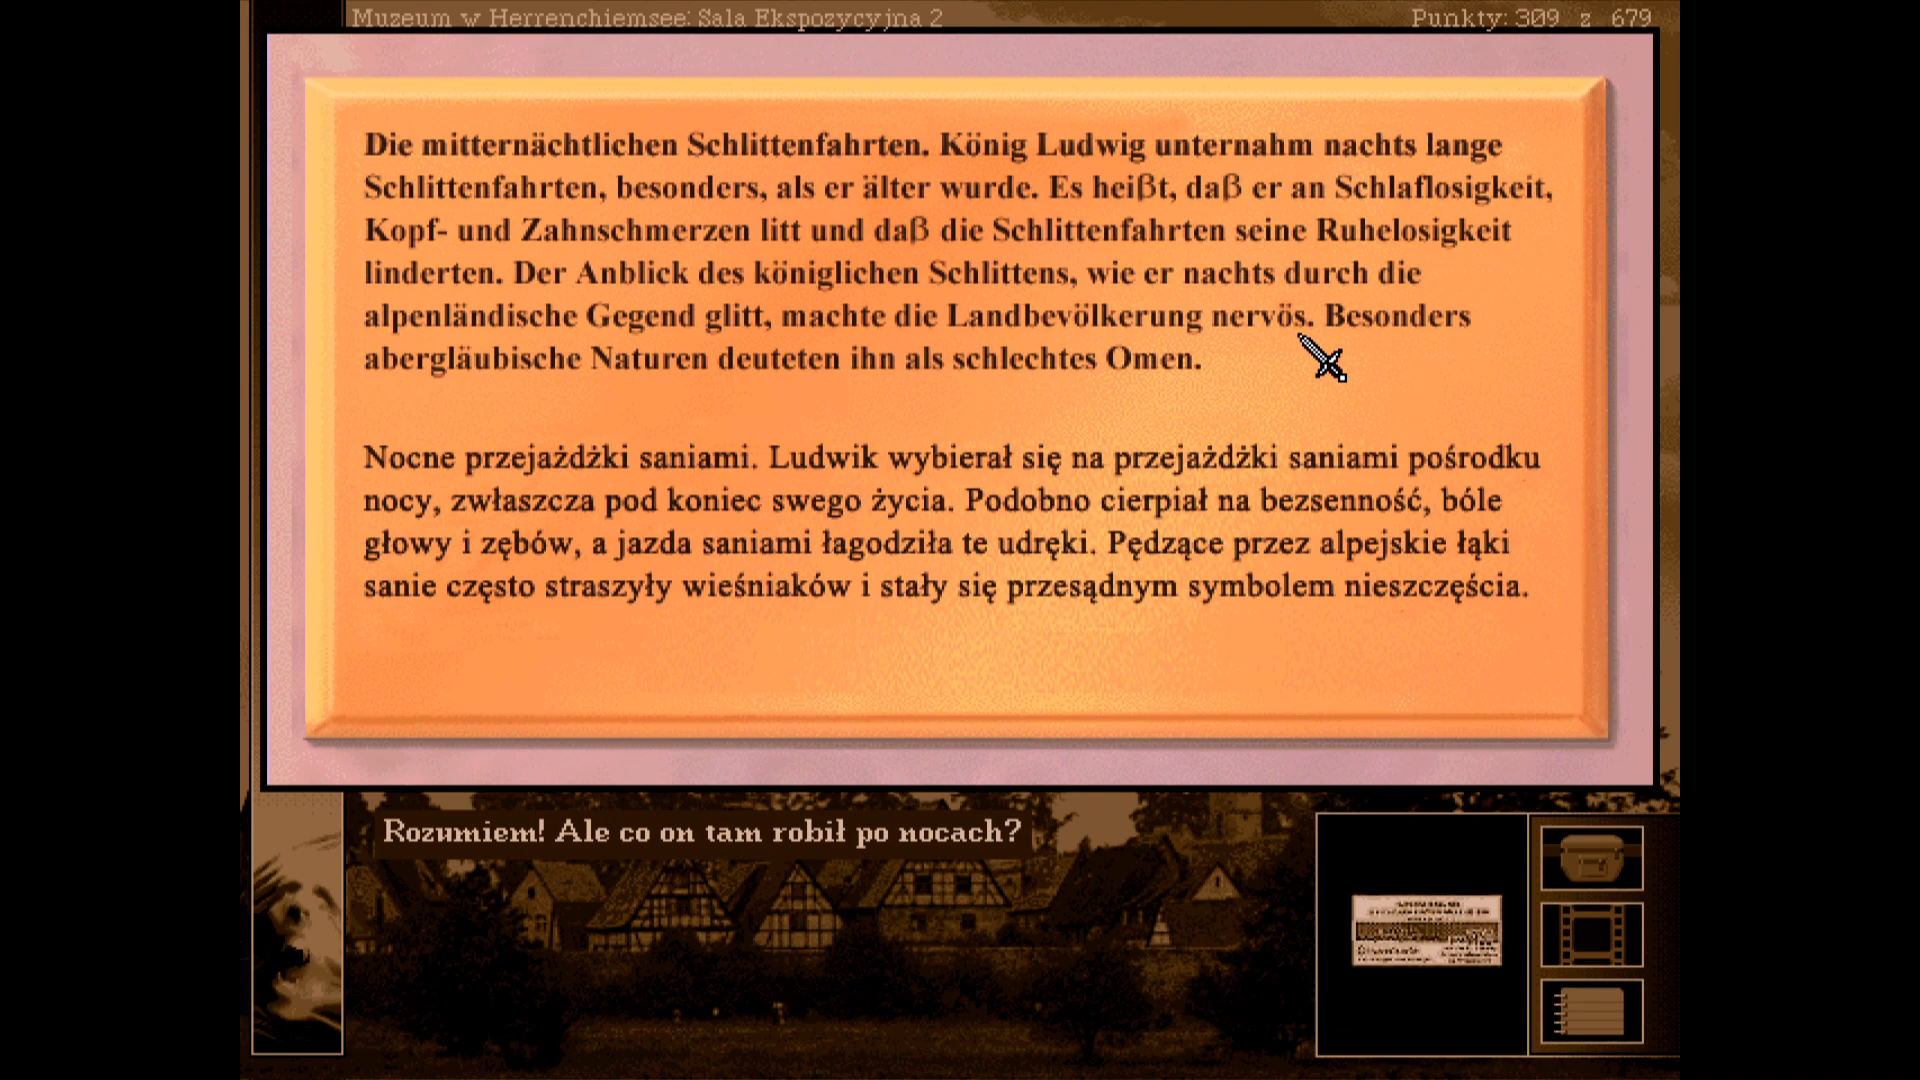 Muzeum w Herrenchiemsee: Sala Ekspozycyjna 2
Punkty: 309 z 679
Die mitternächtlichen Schlittenfahrten. König Ludwig unternahm nachts lange
Schlittenfahrten, besonders, als er älter wurde. Es heißt, daß er an Schlaflosigkeit,
Kopf- und Zahnschmerzen litt und daß die Schlittenfahrten seine Ruhelosigkeit
linderten. Der Anblick des königlichen Schlittens, wie er nachts durch die
alpenländische Gegend glitt, machte die Landbevölkerung nervös. Besonders
abergläubische Naturen deuteten ihn als schlechtes Omen.
Nocne przejażdżki saniami. Ludwik wybierał się na przejażdżki saniami pośrodku
nocy, zwłaszcza pod koniec swego życia. Podobno cierpiał na bezsenność, bóle
głowy i zębów, a jazda saniami łagodziła te udręki. Pędzące przez alpejskie łąki
sanie często straszyły wieśniaków i stały się przesądnym symbolem nieszczęścia.
Rozumiem! Ale co on tam robił po nocach?